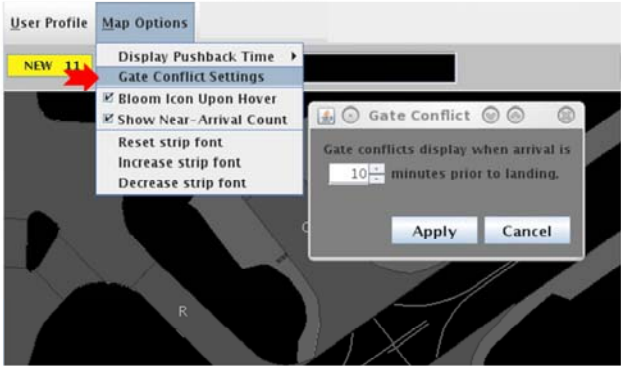 User Profile Map Options
NEW 11
Display Pushback Time
Gate Conflict Settings
Bloom Icon Upon Hover
Show Near-Arrival Count
Reset strip font
Increase strip font
Decrease strip font
Gate Conflict
Gate conflicts display when arrival is
10 minutes prior to landing.
Apply Cancel
R